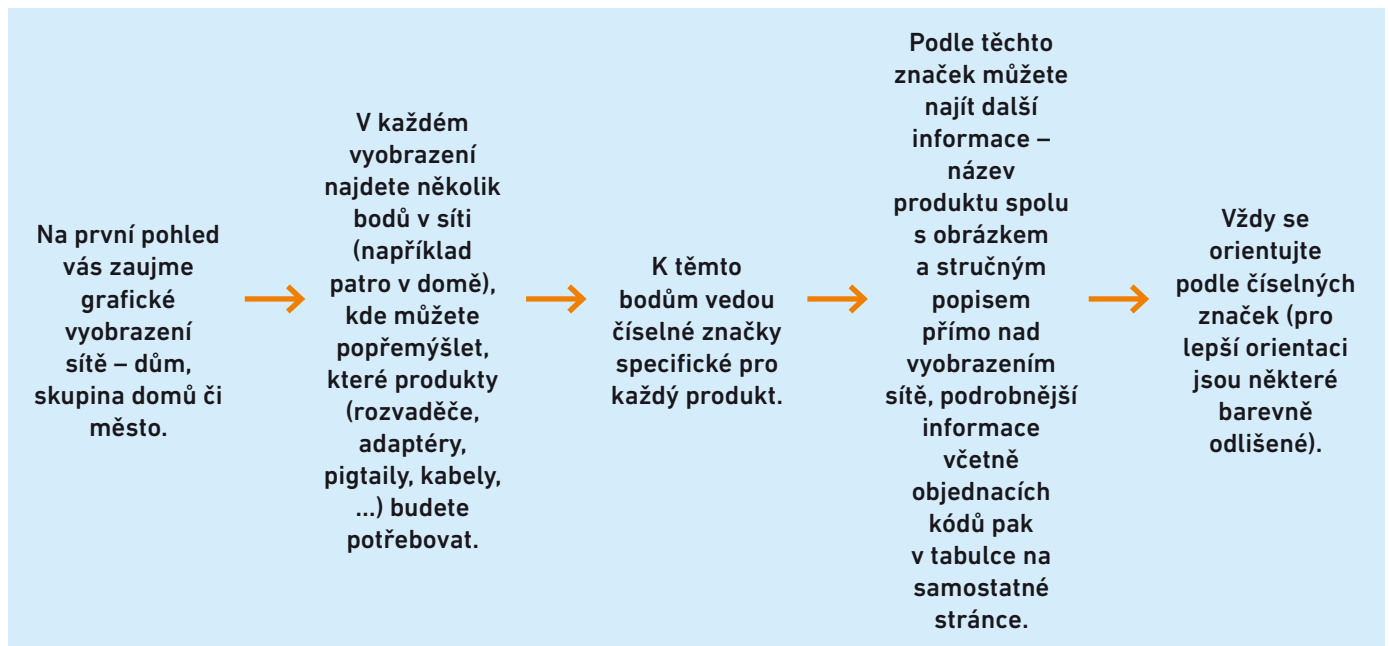 Na první pohled
vás zaujme
grafické
vyobrazení
sítě – dům,
skupina domů či
město.
V každém
vyobrazení
najdete několik
bodů v síti
(například
patro v domě),
kde můžete
popřemýšlet,
které produkty
(rozvaděče,
adaptéry,
pigtaily, kabely,
...) budete
potřebovat.
K těmto
bodům vedou
číselné značky
specifické pro
každý produkt.
Podle těchto
značek můžete
najít další
informace –
název
produktu spolu
s obrázkem
a stručným
popisem
přímo nad
vyobrazením
sítě, podrobnější
informace
včetně
objednacích
kódů pak
v tabulce na
samostatné
stránce.
Vždy se
orientujte
podle číselných
značek (pro
lepší orientaci
jsou některé
barevně
odlišené).